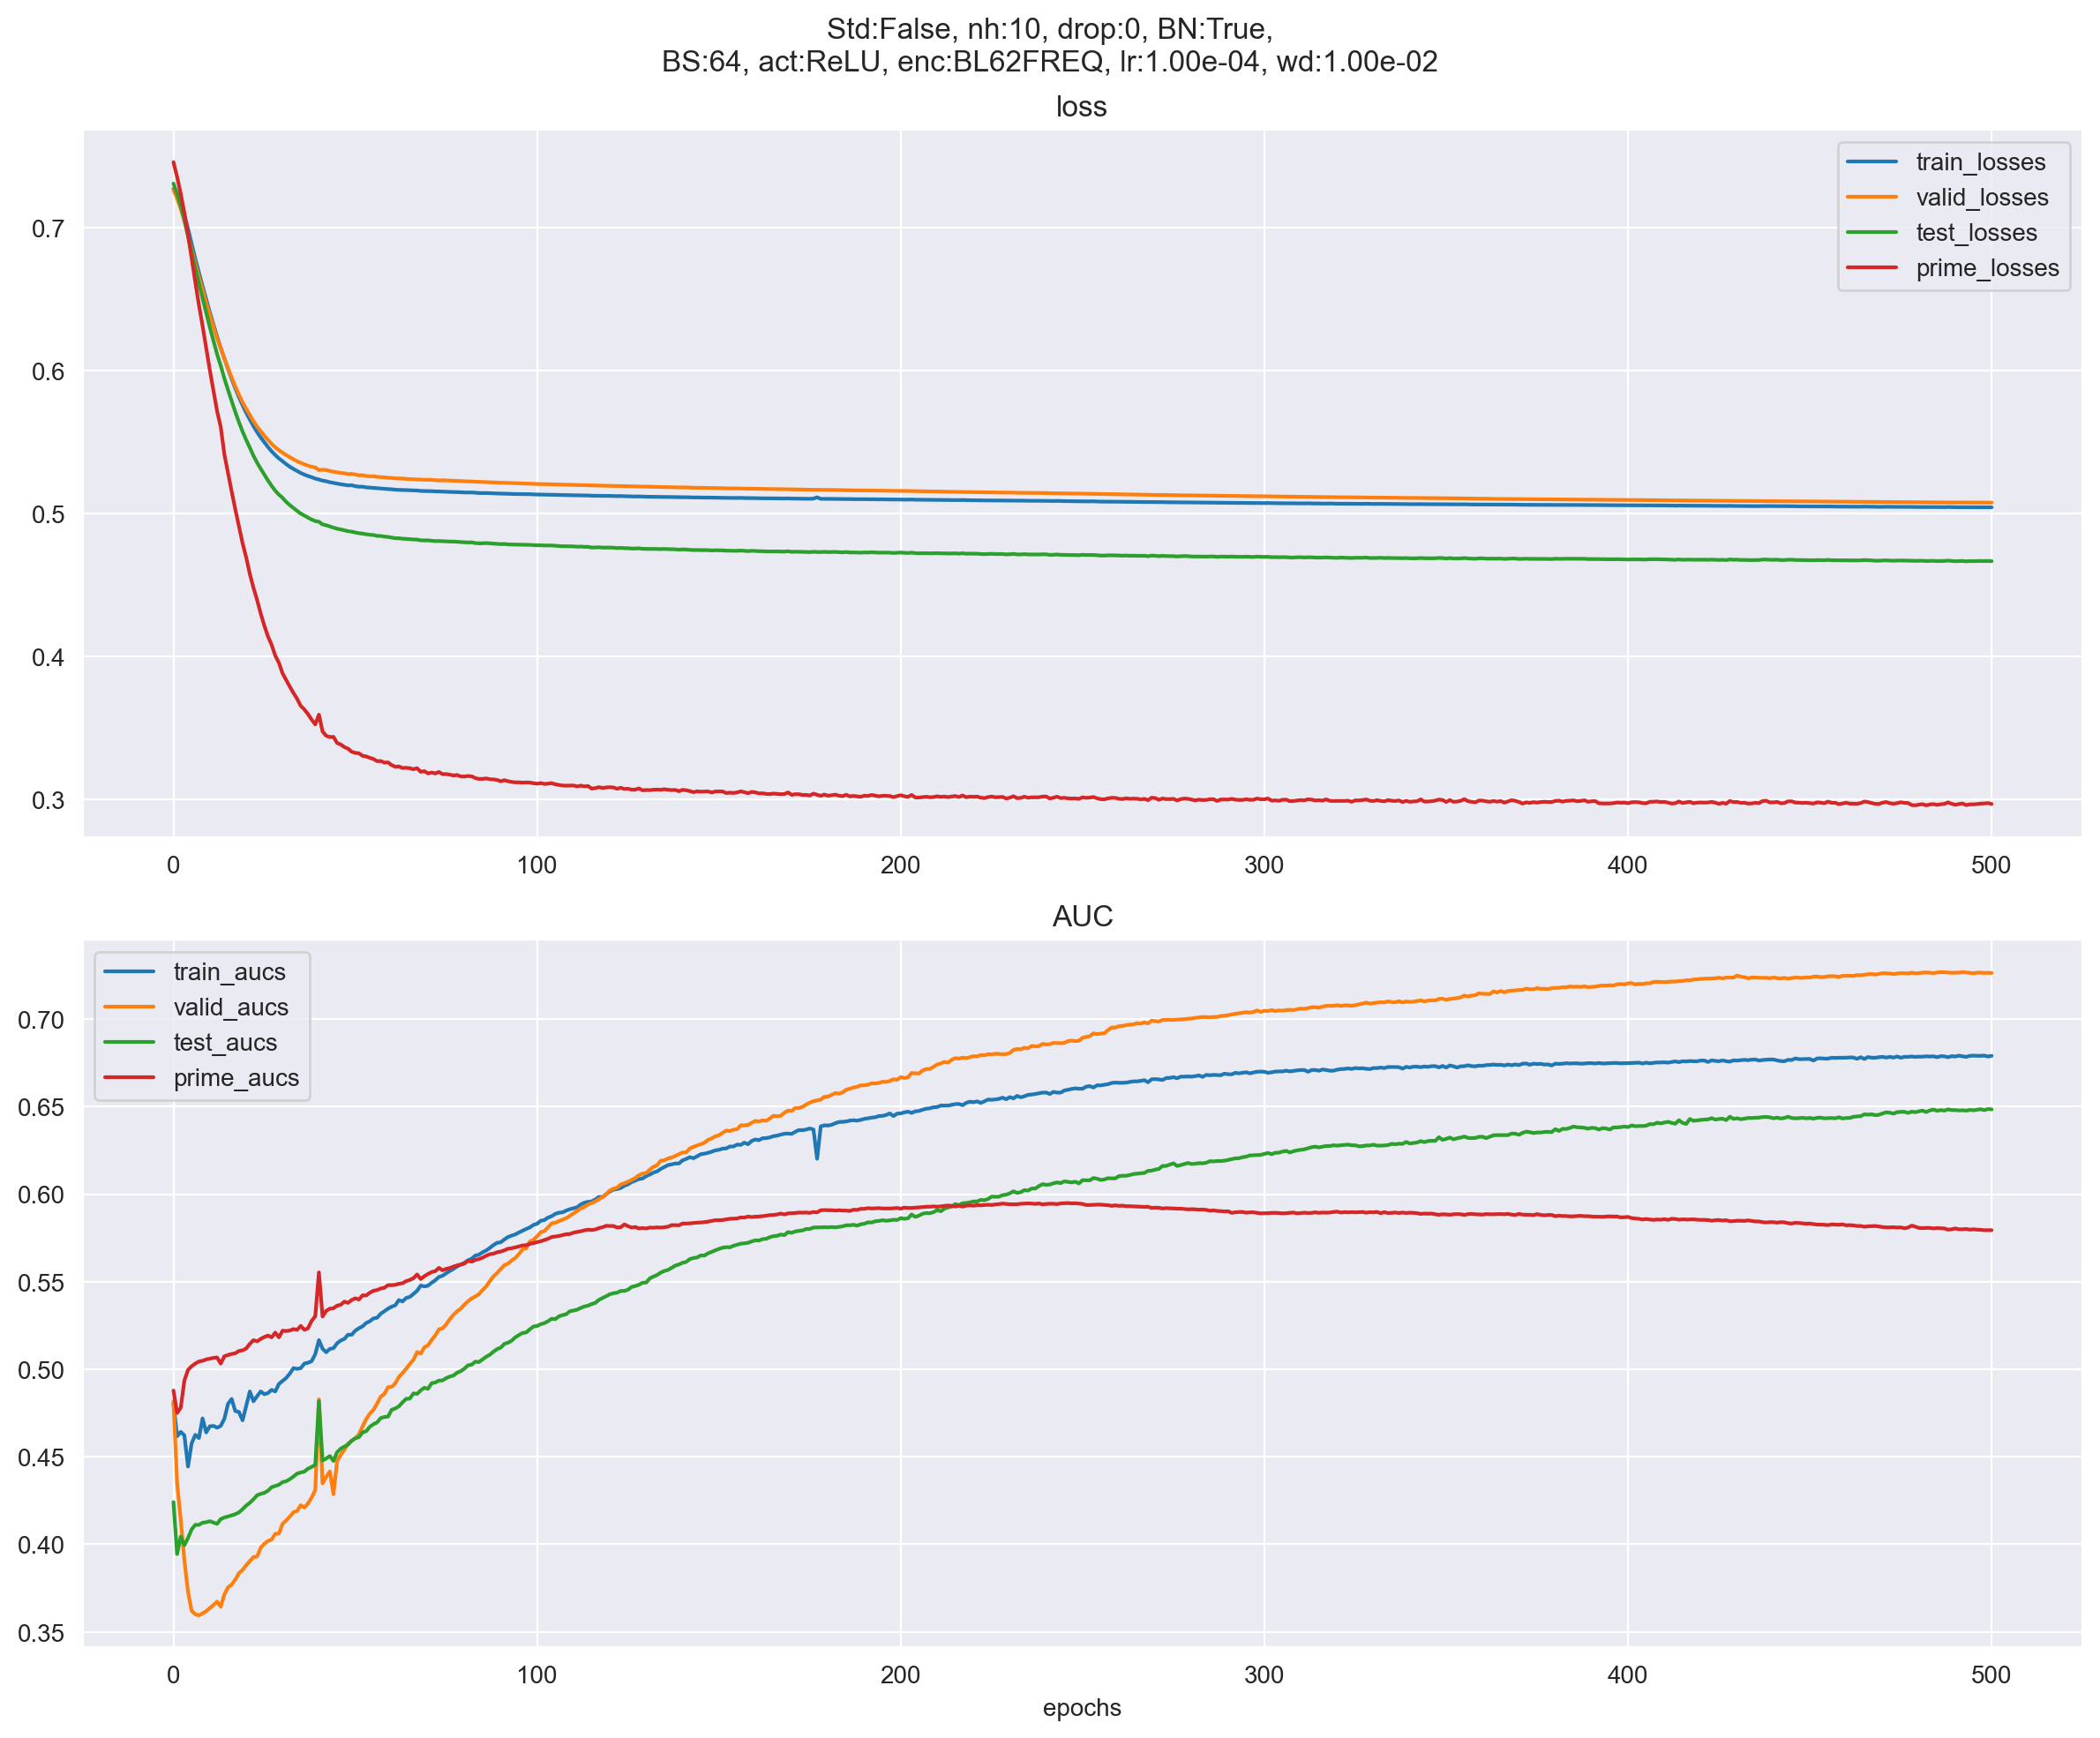 Std:False, nh:10, drop:0, BN:True,
BS:64, act:ReLU, enc:BL62FREQ, lr:1.00e-04, wd:1.00e-02
loss
train_losses
valid_losses
test_losses
prime_losses
0.7
0.6
0.5
0.4
0.3
0 100 200 300 400 500
AUC
train_aucs
valid_aucs
test_aucs
prime_aucs
0.70
0.65
0.60
0.55
0.50
0.45
0.40
0.35
0 100 200 300 400 500
epochs